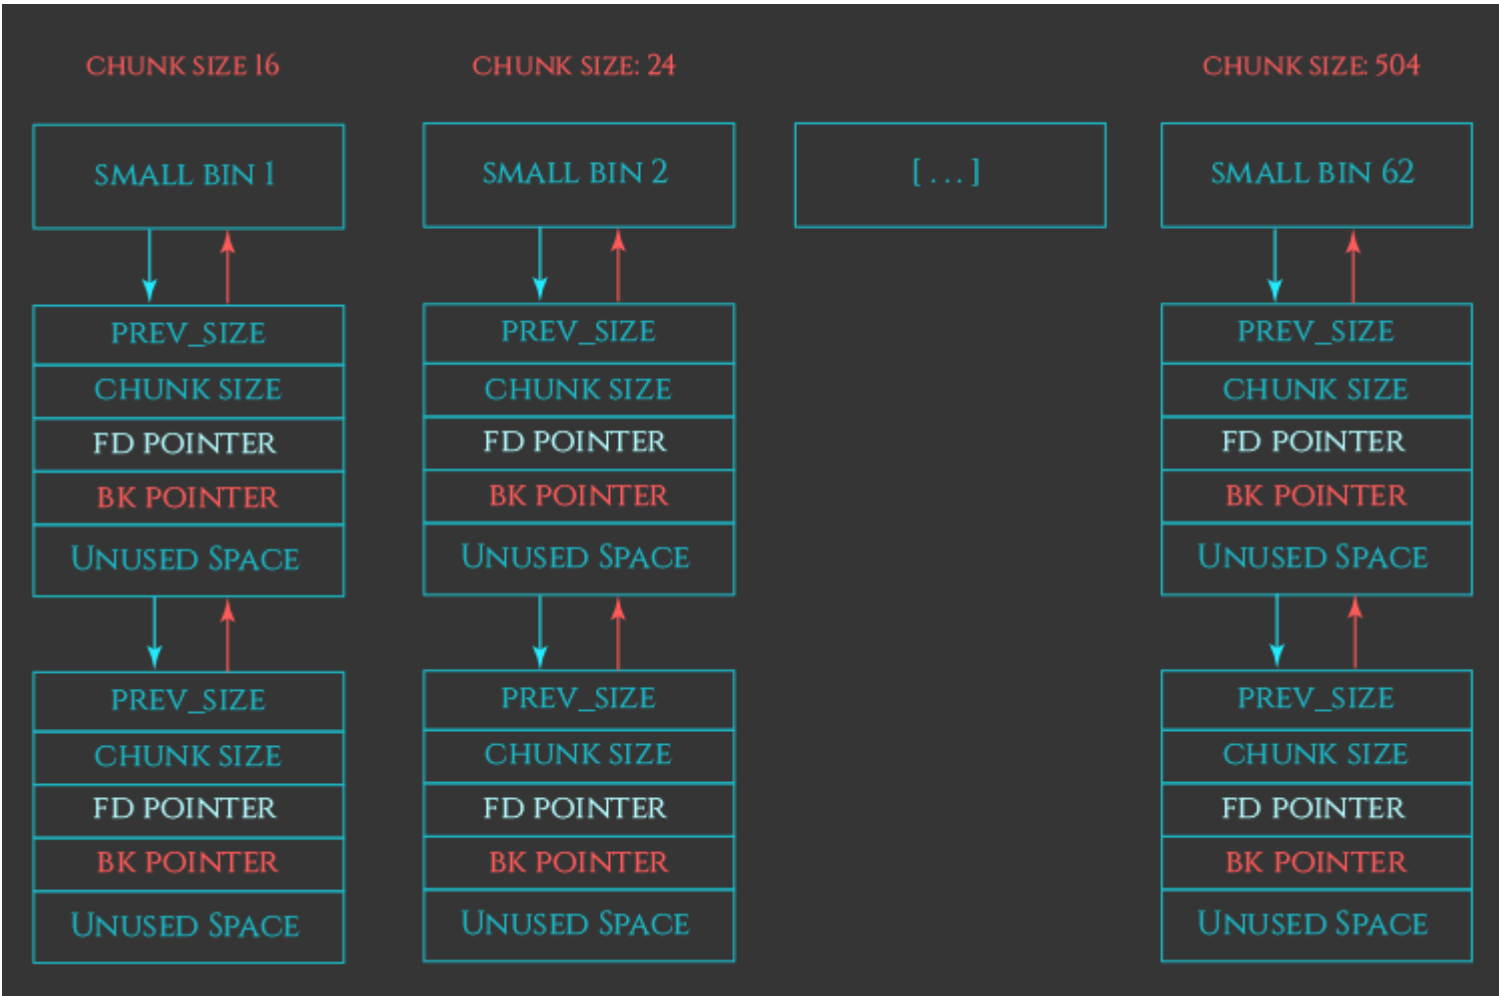 CHUNK SIZE 16
CHUNK SIZE: 24
CHUNK SIZE: 504
SMALL BIN 1
SMALL BIN 2
[ . . . ]
SMALL BIN 62
PREV_SIZE
CHUNK SIZE
FD POINTER
BK POINTER
UNUSED SPACE
PREV_SIZE
CHUNK SIZE
FD POINTER
BK POINTER
UNUSED SPACE
PREV_SIZE
CHUNK SIZE
FD POINTER
BK POINTER
UNUSED SPACE
PREV_SIZE
CHUNK SIZE
FD POINTER
BK POINTER
UNUSED SPACE
PREV_SIZE
CHUNK SIZE
FD POINTER
BK POINTER
UNUSED SPACE
PREV_SIZE
CHUNK SIZE
FD POINTER
BK POINTER
UNUSED SPACE